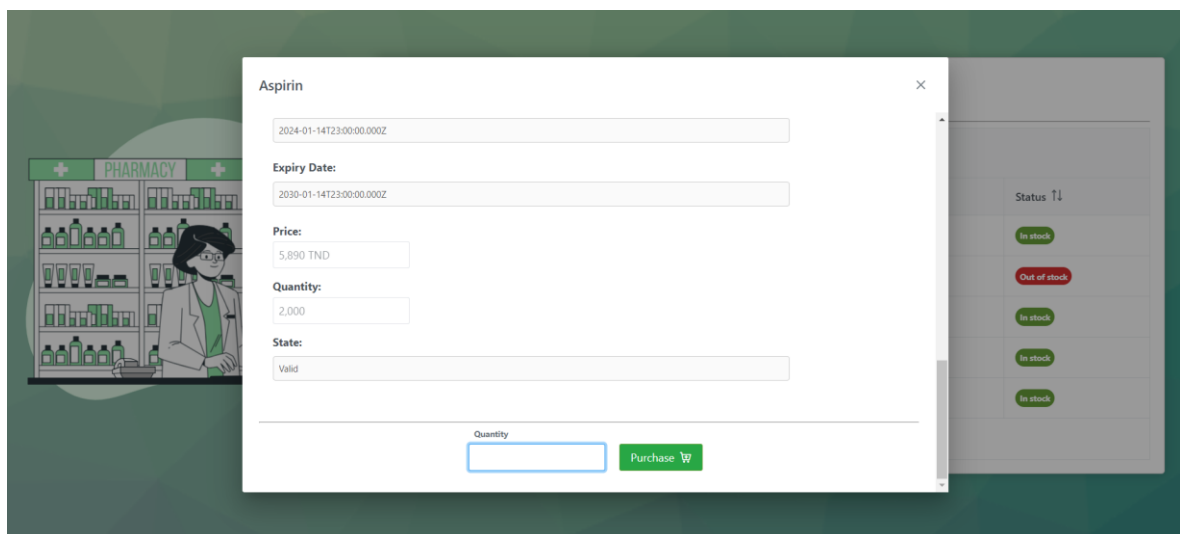 PHARMACY
Aspirin
2024-01-14T23:00:00.000Z
Expiry Date:
2030-01-14T23:00:00.000Z
Price:
5,890 TND
Quantity:
2,000
State:
Valid
Quantity
Purchase
Status
In stock
Out of stock
In stock
In stock
In stock